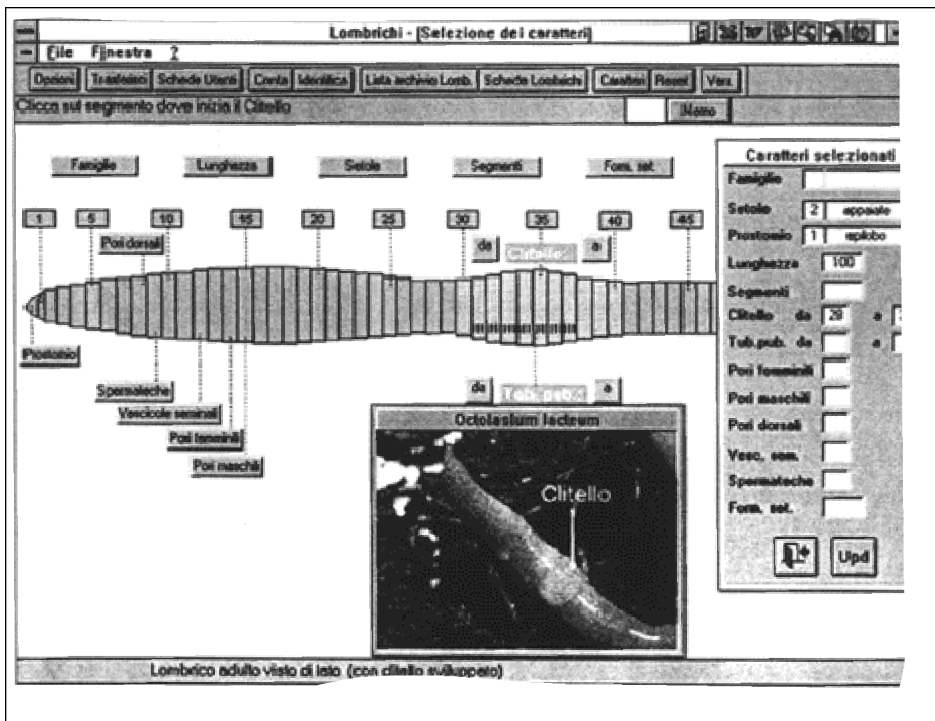 Lombrichi - [Selezione dei caratteri]
File Finestra ?
Opzioni Trasferisci Schede Utenti Conta Identifica Lista archivio Lomb. Schede Lombrichi Caratteri Reset Vers.
Clicca sul segmento dove inizia il Clitello
Famiglie Lunghezza Setole Segmenti Form. set.
1 5 10 15 20 25 30 35 40 45
Pori dorsali
da Clitello a
Prostomio
Spermateche
Vescicole seminali
Pori femminili
Pori maschili
da Tub. pub. a
Octolasium lacteum
Clitello
Caratteri selezionati
Famiglie
Setole 2 appaiate
Prostomio 1 epilobo
Lunghezza 100
Segmenti
Clitello da 29 a
Tub.pub. da a
Pori femminili
Pori maschili
Pori dorsali
Vesc. sem.
Spermateche
Form. set.
Upd
Lombrico adulto visto di lato (con clitello sviluppato)